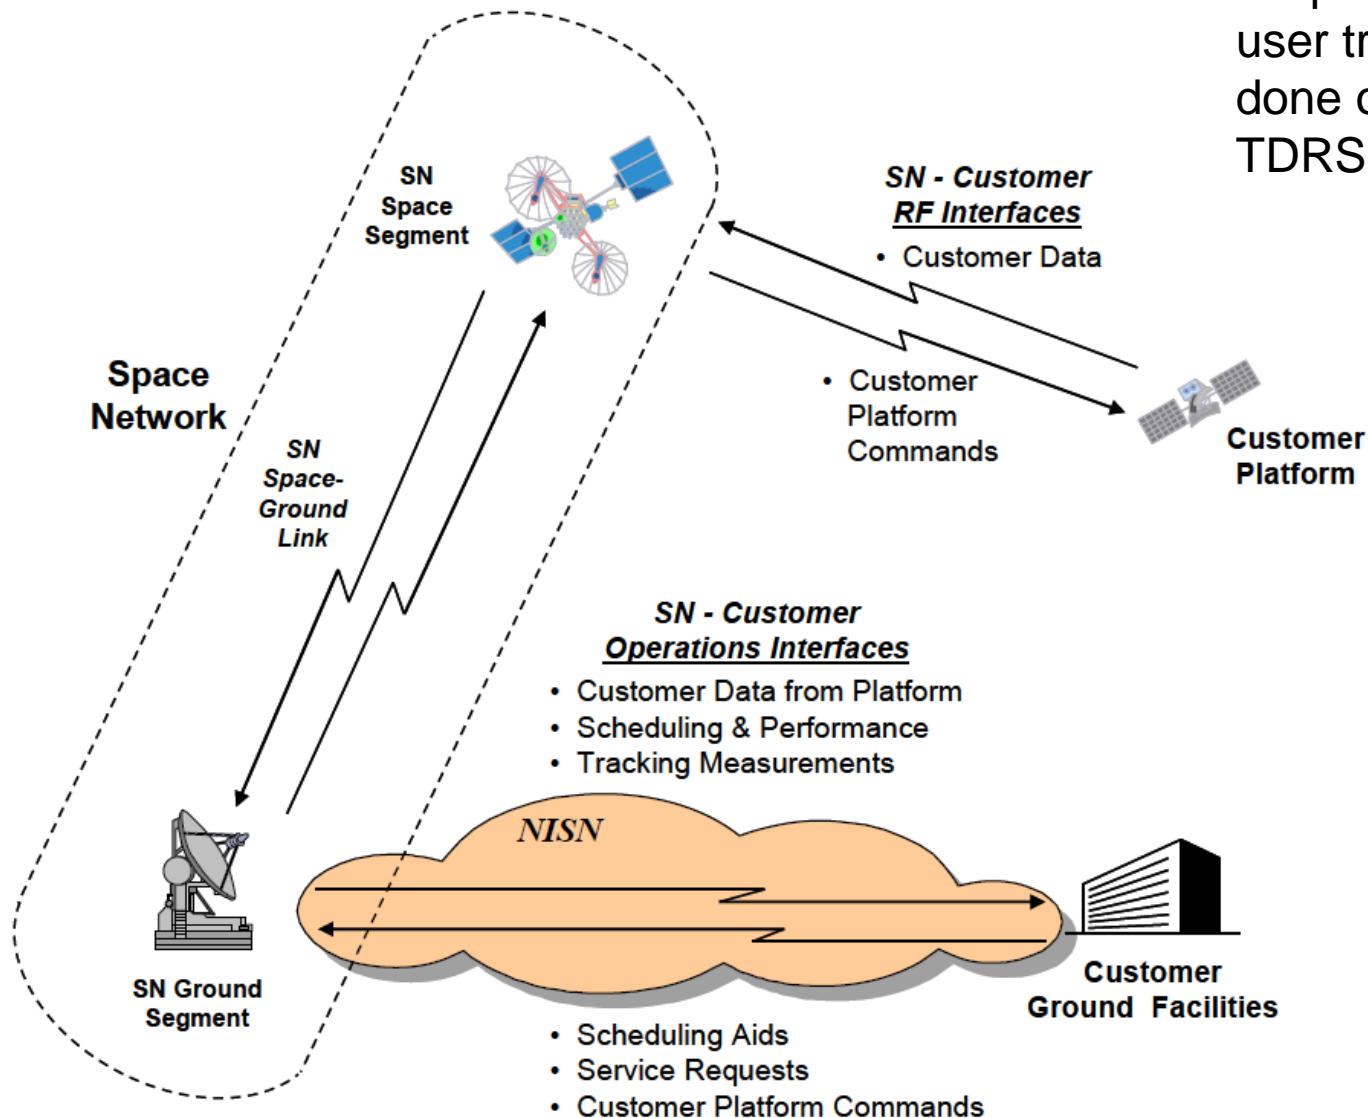 user tr
done o
TDRS
SN
Space
Segment
SN - Customer
RF Interfaces
• Customer Data
Space
Network
• Customer
Platform
Commands
Customer
Platform
SN
Space-
Ground
Link
SN - Customer
Operations Interfaces
• Customer Data from Platform
• Scheduling & Performance
• Tracking Measurements
NISN
SN Ground
Segment
Customer
Ground Facilities
• Scheduling Aids
• Service Requests
• Customer Platform Commands